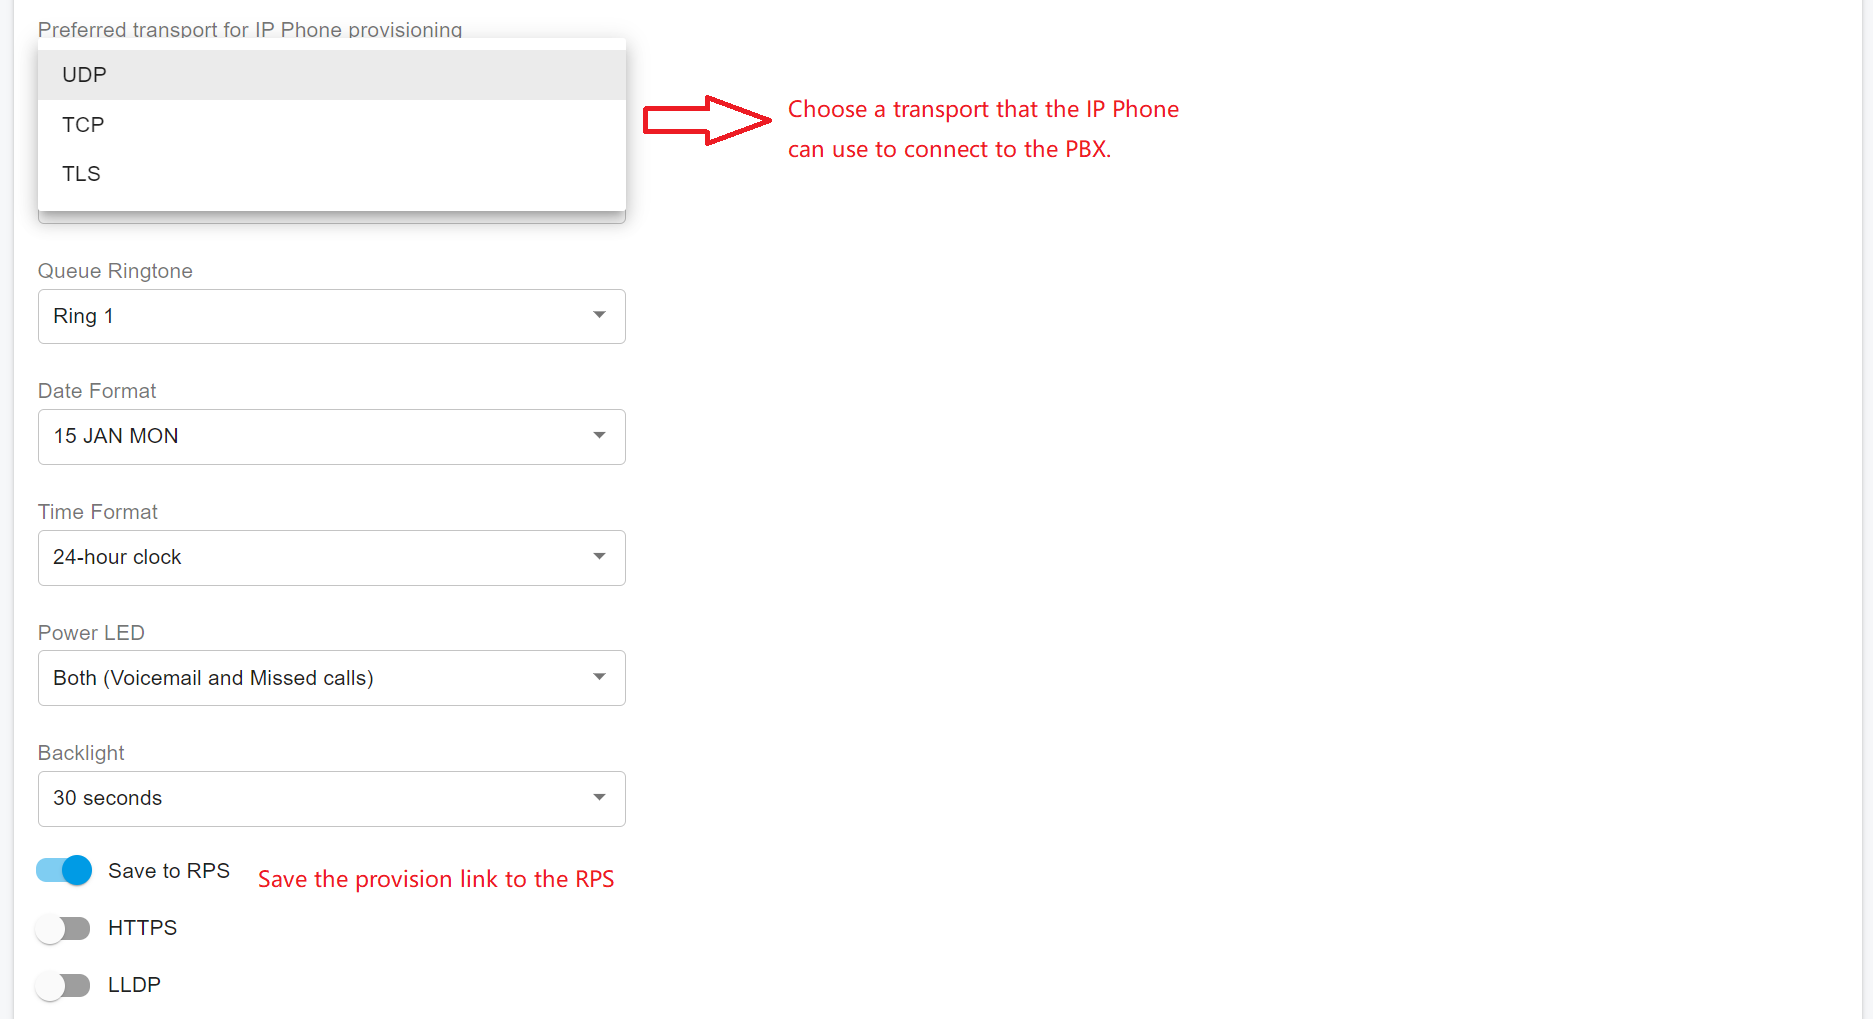 Preferred transport for IP Phone provisioning
UDP
TCP
TLS
Choose a transport that the IP Phone
can use to connect to the PBX.
Queue Ringtone
Ring 1
Date Format
15 JAN MON
Time Format
24-hour clock
Power LED
Both (Voicemail and Missed calls)
Backlight
30 seconds
Save to RPS
Save the provision link to the RPS
HTTPS
LLDP